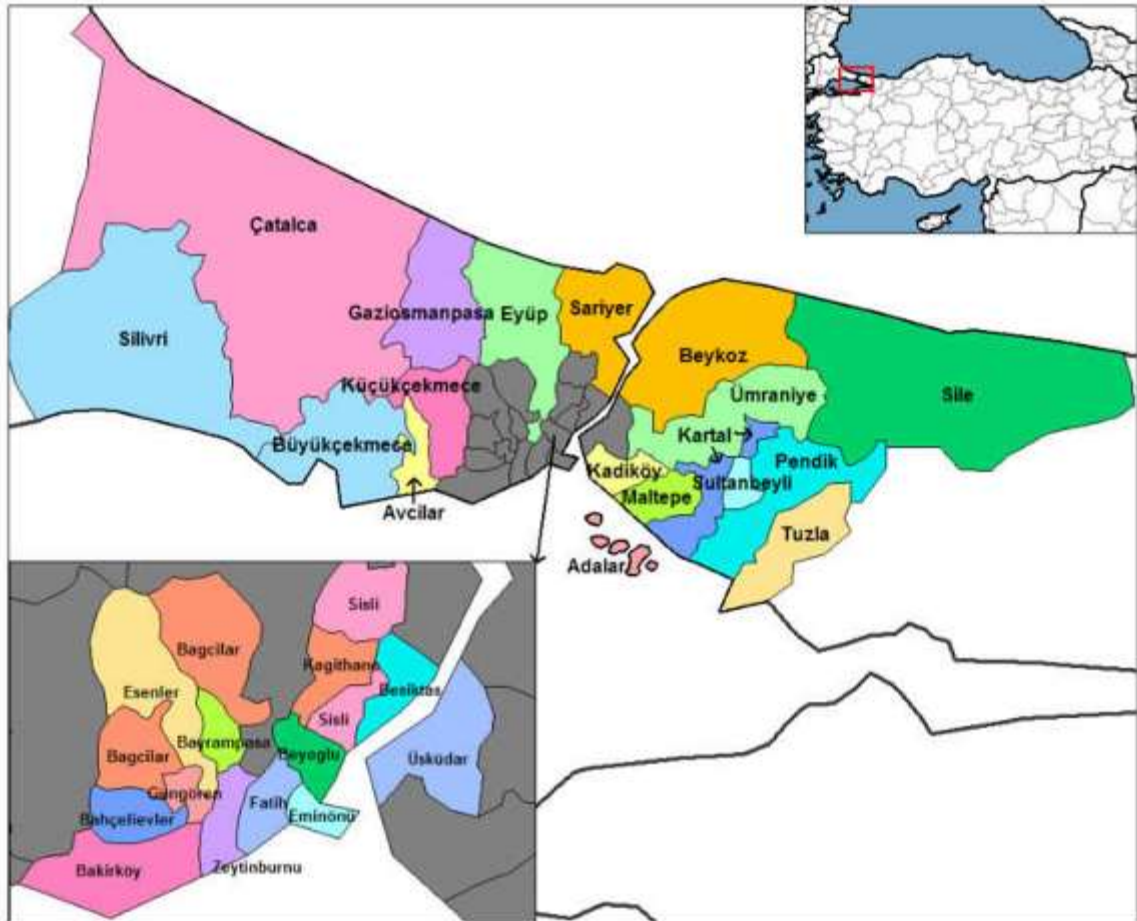 Çatalca
Silivri
Gaziosmanpasa
Eyüp
Sariyer
Beykoz
Sile
Küçükçekmece
Ümraniye
Büyükçekmece
Kartal
Kadiköy
Sultanbeyli
Pendik
Maltepe
Avcilar
Tuzla
Adalar
Sisli
Bagcilar
Kagithane
Besiktas
Esenler
Sisli
Bayrampasa
Beyoglu
Bagcilar
Üsküdar
Güngören
Fatih
Eminönü
Bahçelievler
Zeytinburnu
Bakirköy